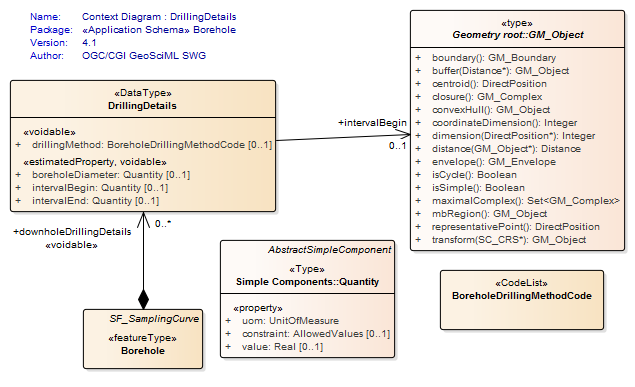 Name: Context Diagram : DrillingDetails
Package: «Application Schema» Borehole
Version: 4.1
Author: OGC/CGI GeoSciML SWG
«DataType»
DrillingDetails
«voidable»
+ drillingMethod: BoreholeDrillingMethodCode [0..1]
«estimatedProperty, voidable»
+ boreholeDiameter: Quantity [0..1]
+ intervalBegin: Quantity [0..1]
+ intervalEnd: Quantity [0..1]
+intervalBegin
0..1
«type»
Geometry root::GM_Object
+ boundary(): GM_Boundary
+ buffer(Distance*): GM_Object
+ centroid(): DirectPosition
+ closure(): GM_Complex
+ convexHull(): GM_Object
+ coordinateDimension(): Integer
+ dimension(DirectPosition*): Integer
+ distance(GM_Object*): Distance
+ envelope(): GM_Envelope
+ isCycle(): Boolean
+ isSimple(): Boolean
+ maximalComplex(): Set<GM_Complex>
+ mbRegion(): GM_Object
+ representativePoint(): DirectPosition
+ transform(SC_CRS*): GM_Object
+downholeDrillingDetails
«voidable»
0..*
SF_SamplingCurve
«featureType»
Borehole
AbstractSimpleComponent
«Type»
Simple Components::Quantity
«property»
+ uom: UnitOfMeasure
+ constraint: AllowedValues [0..1]
+ value: Real [0..1]
«CodeList»
BoreholeDrillingMethodCode